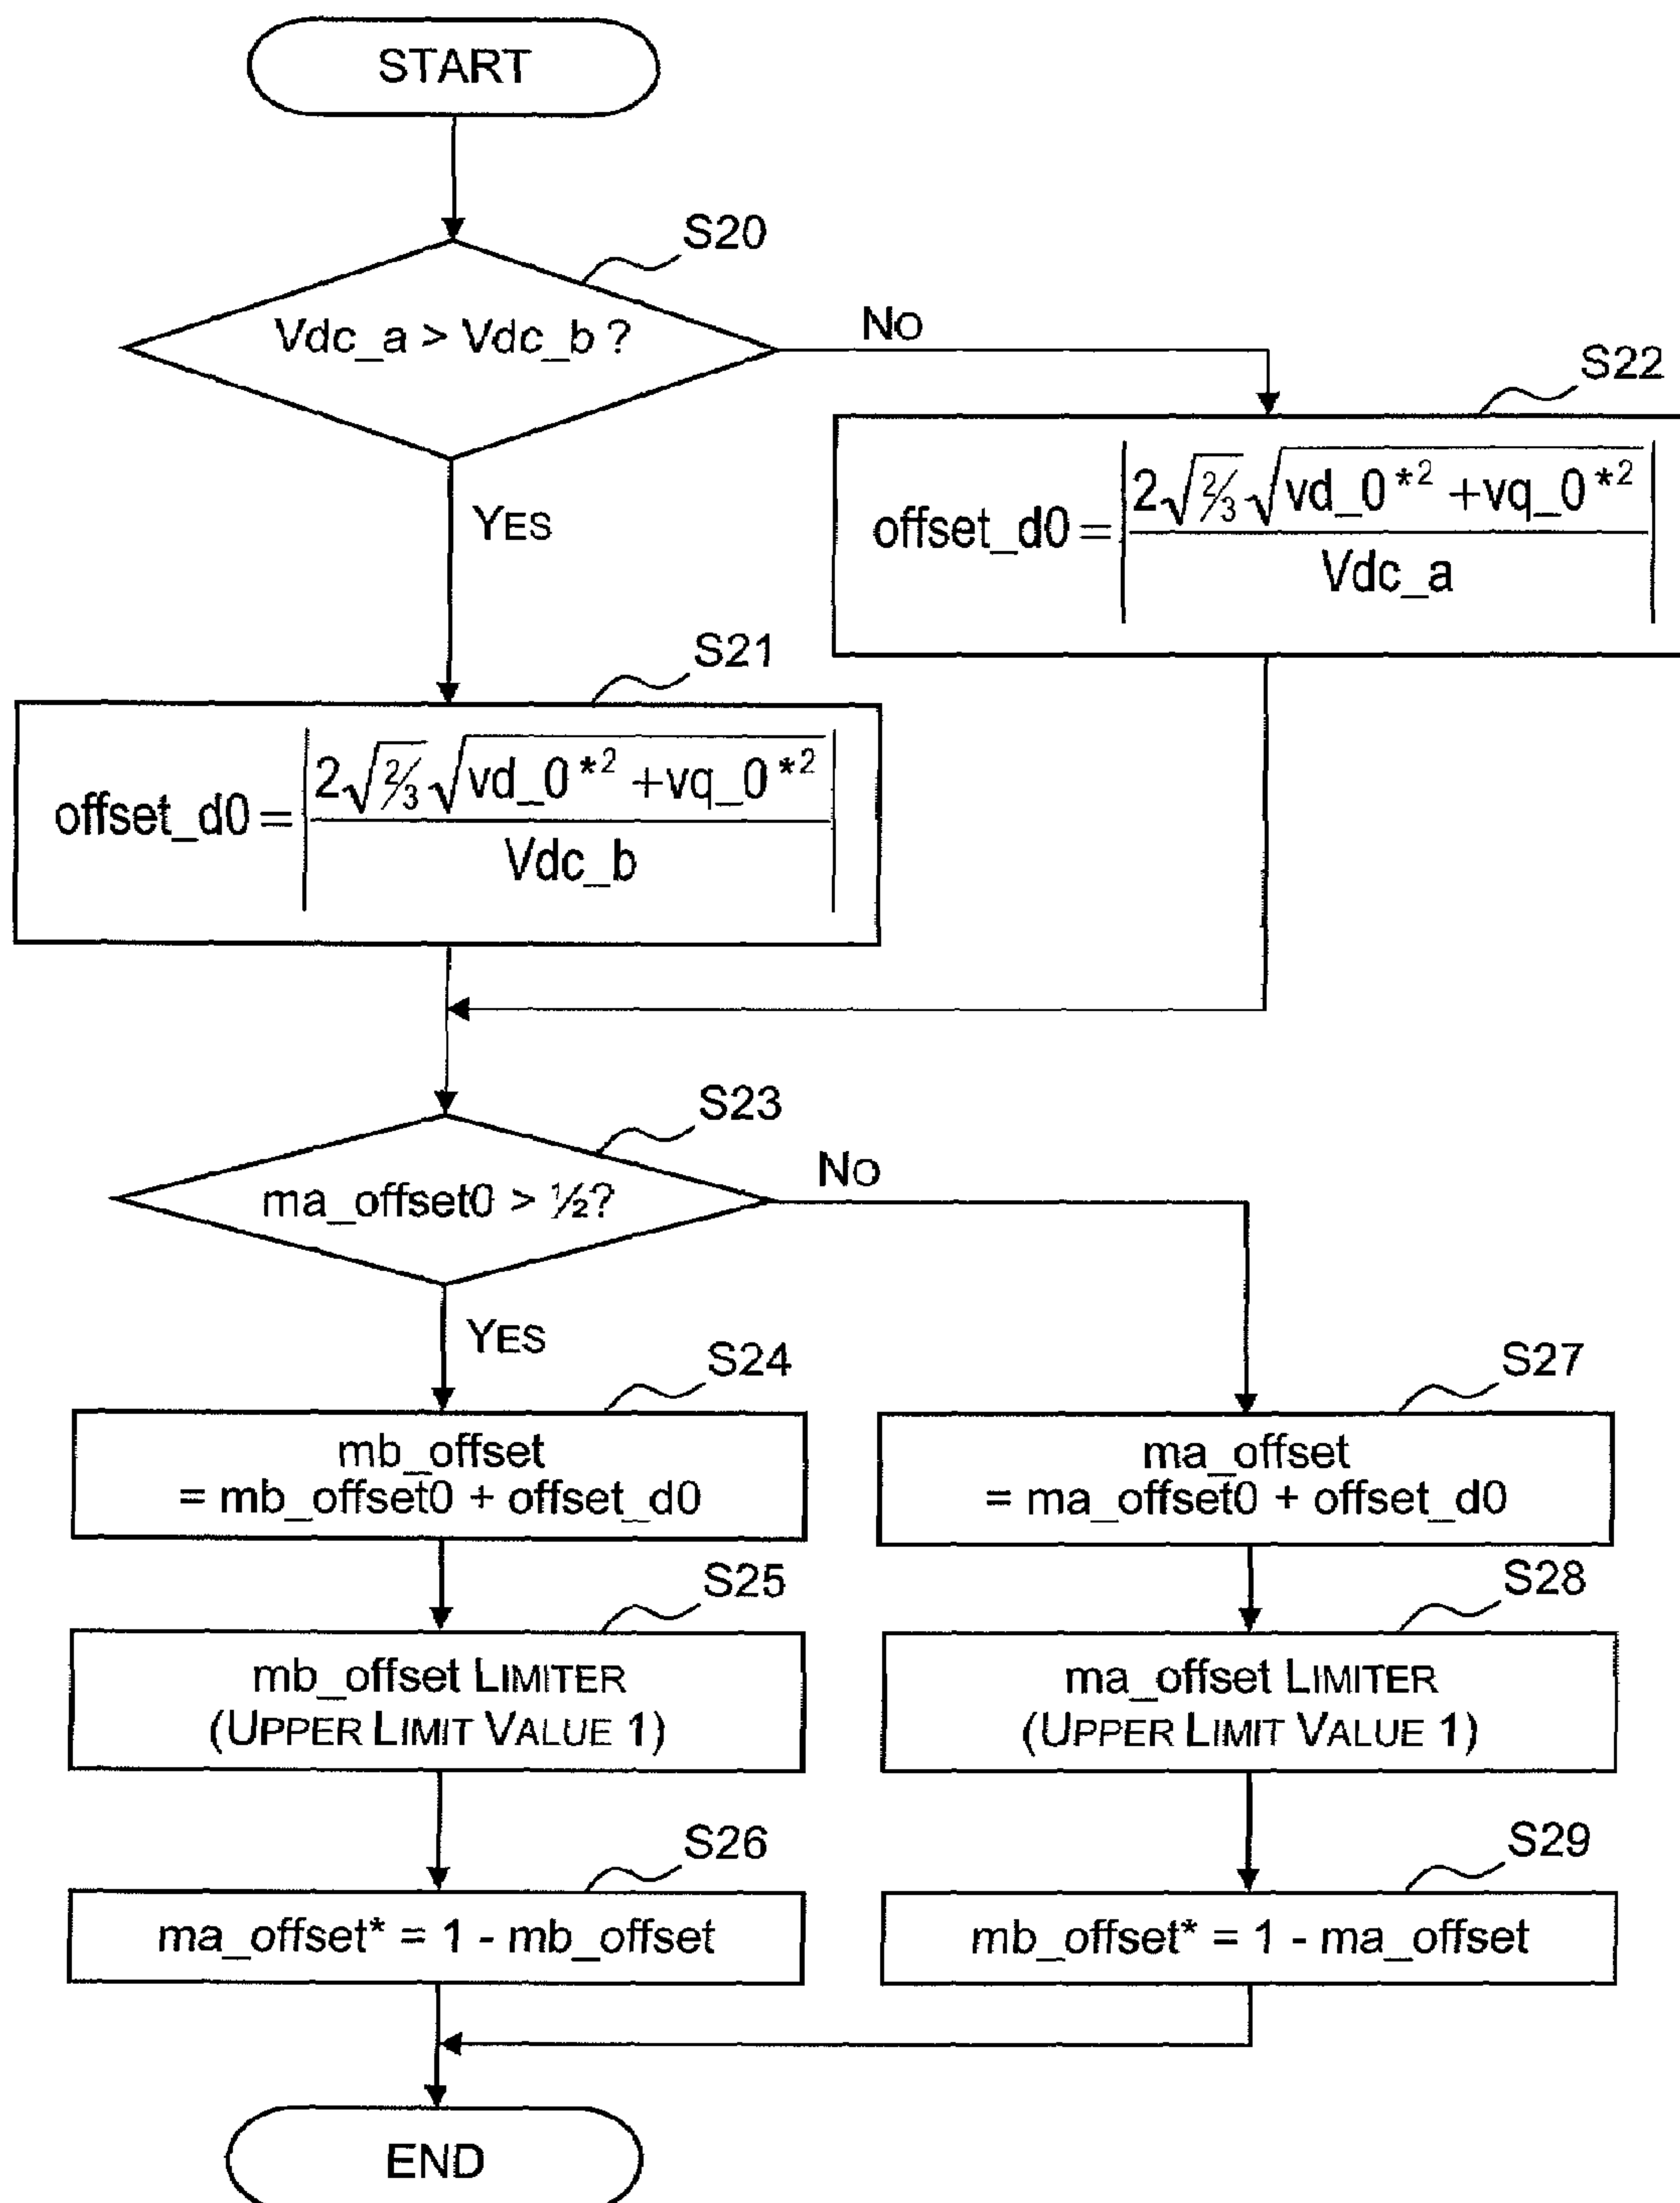 START
S20
Vdc_a > Vdc_b ?
NO
S22
offset_d0 = | 2√2/3 √vd_0*² + vq_0*² / Vdc_a |
YES
S21
offset_d0 = | 2√2/3 √vd_0*² + vq_0*² / Vdc_b |
S23
ma_offset0 > ½?
NO
YES
S24
mb_offset
= mb_offset0 + offset_d0
S27
ma_offset
= ma_offset0 + offset_d0
S25
mb_offset LIMITER
(UPPER LIMIT VALUE 1)
S28
ma_offset LIMITER
(UPPER LIMIT VALUE 1)
S26
ma_offset* = 1 - mb_offset
S29
mb_offset* = 1 - ma_offset
END